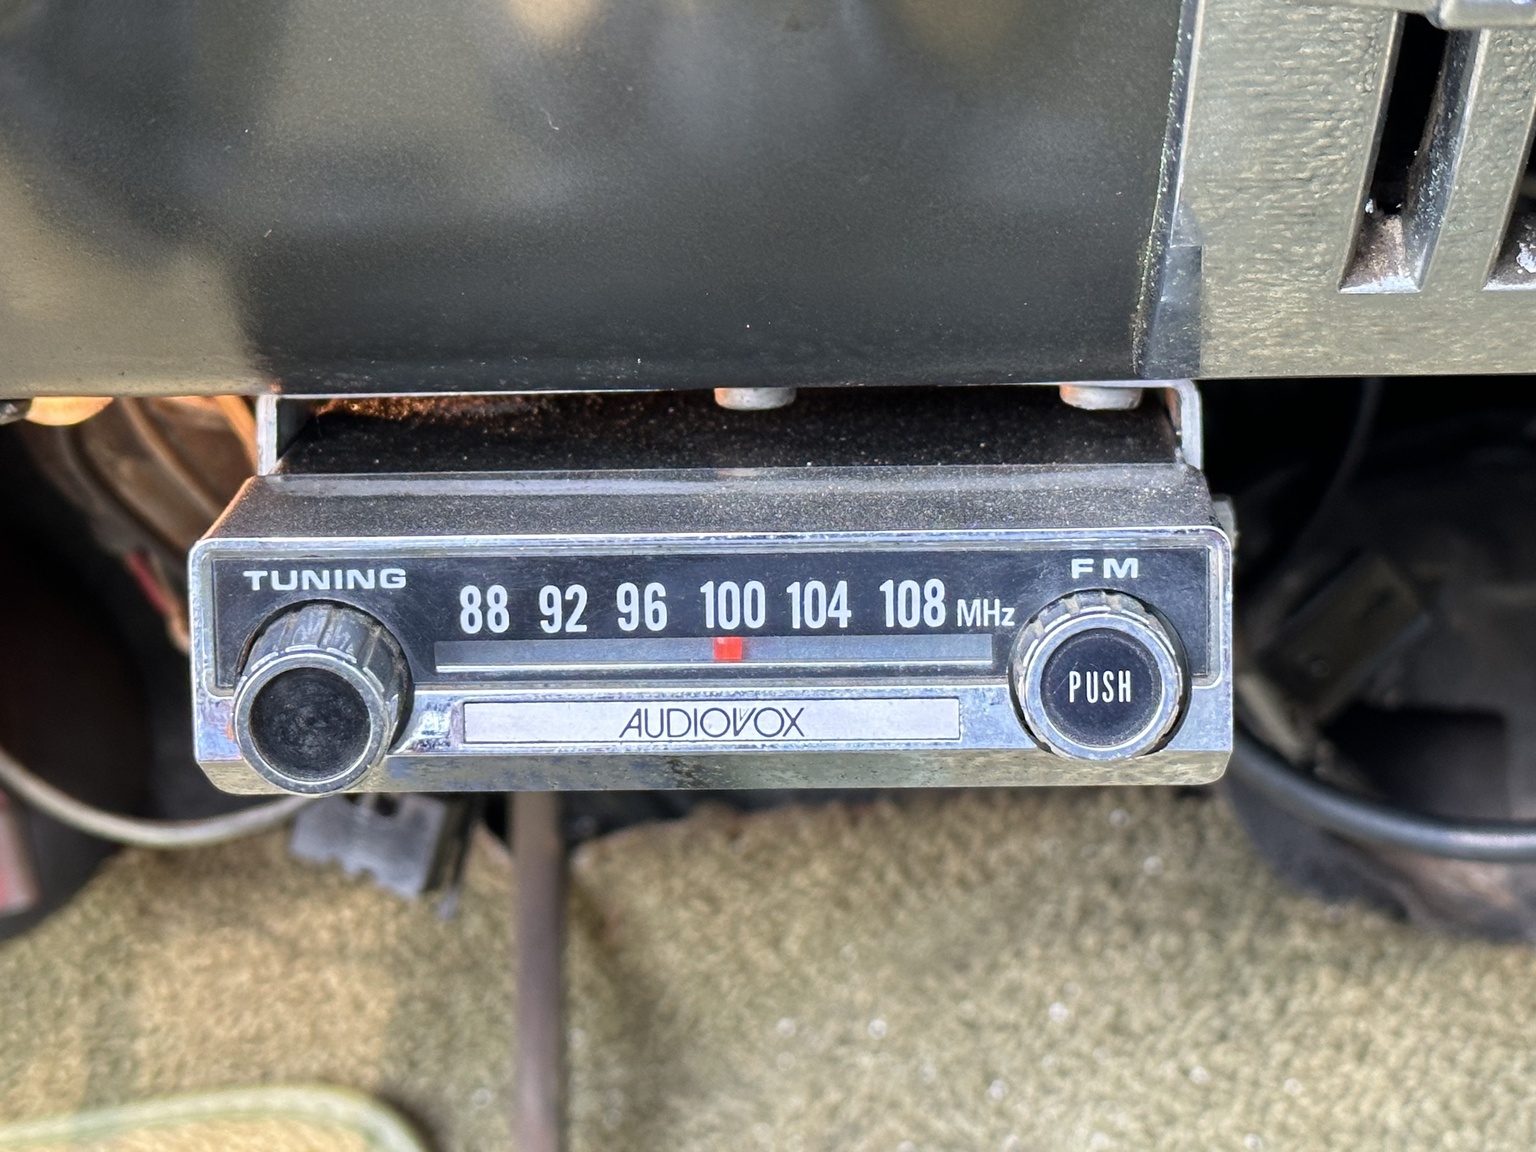 TUNING
FM
88 92 96 100 104 108 MHz
PUSH
AUDIOVOX